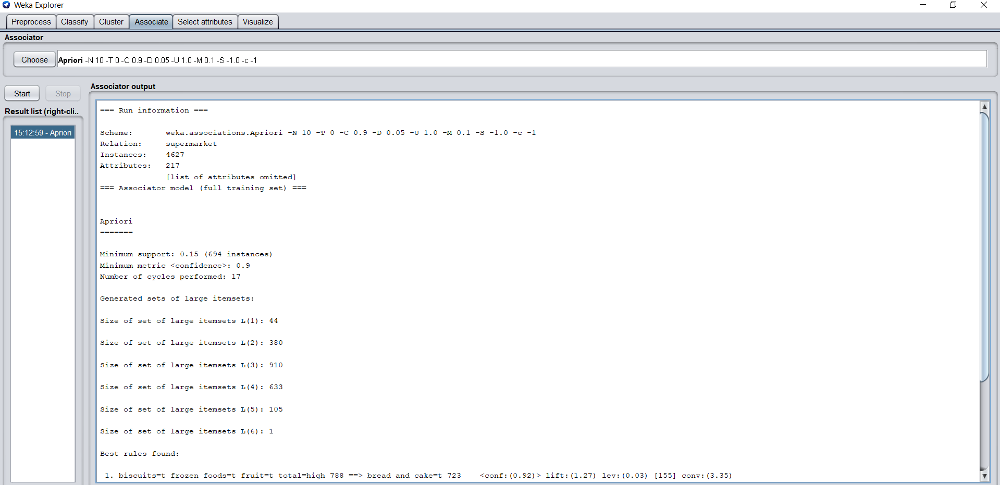 Weka Explorer
Preprocess Classify Cluster Associate Select attributes Visualize
Associator
Choose Apriori -N 10 -T 0 -C 0.9 -D 0.05 -U 1.0 -M 0.1 -S -1.0 -c -1
Start Stop
Result list (right-cli..
15:12:59 - Apriori
Associator output
=== Run information ===
Scheme: weka.associations.Apriori -N 10 -T 0 -C 0.9 -D 0.05 -U 1.0 -M 0.1 -S -1.0 -c -1
Relation: supermarket
Instances: 4627
Attributes: 217
[list of attributes omitted]
=== Associator model (full training set) ===
Apriori
=======
Minimum support: 0.15 (694 instances)
Minimum metric <confidence>: 0.9
Number of cycles performed: 17
Generated sets of large itemsets:
Size of set of large itemsets L(1): 44
Size of set of large itemsets L(2): 380
Size of set of large itemsets L(3): 910
Size of set of large itemsets L(4): 633
Size of set of large itemsets L(5): 105
Size of set of large itemsets L(6): 1
Best rules found:
1. biscuits=t frozen foods=t fruit=t total=high 788 ==> bread and cake=t 723 <conf:(0.92)> lift:(1.27) lev:(0.03) [155] conv:(3.35)